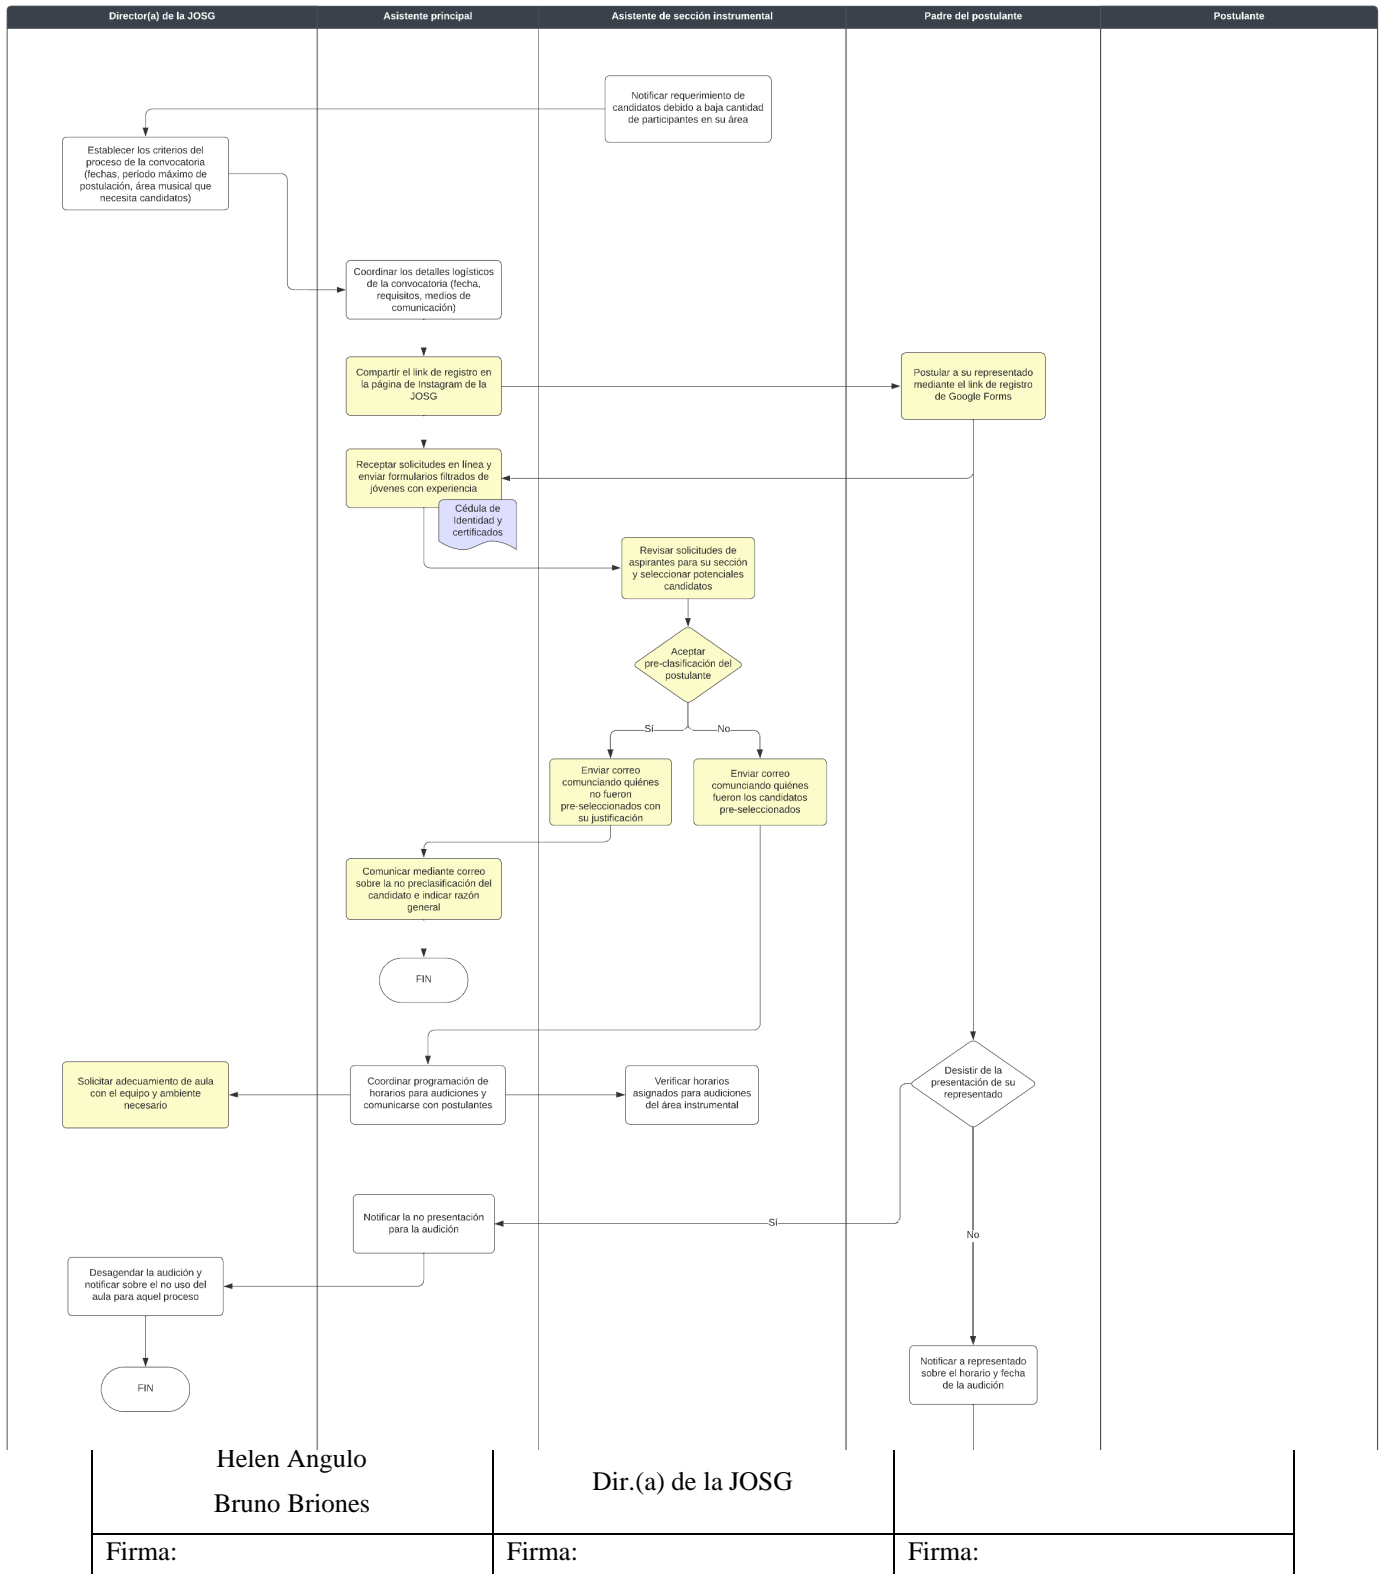 Director(a) de la JOSG
Asistente principal
Asistente de sección instrumental
Padre del postulante
Postulante
Notificar requerimiento de
candidatos debido a baja cantidad
de participantes en su área
Establecer los criterios del
proceso de la convocatoria
(fechas, periodo máximo de
postulación, área musical que
necesita candidatos)
Coordinar los detalles logísticos
de la convocatoria (fecha,
requisitos, medios de
comunicación)
Compartir el link de registro en
la página de Instagram de la
JOSG
Postular a su representado
mediante el link de registro
de Google Forms
Receptar solicitudes en línea y
enviar formularios filtrados de
jóvenes con experiencia
Cédula de
Identidad y
certificados
Revisar solicitudes de
aspirantes para su sección
y seleccionar potenciales
candidatos
Aceptar
pre-clasificación del
postulante
Sí
No
Enviar correo
comunciando quiénes
no fueron
pre-seleccionados con
su justificación
Enviar correo
comunciando quiénes
fueron los candidatos
pre-seleccionados
Comunicar mediante correo
sobre la no preclasificación del
candidato e indicar razón
general
FIN
Solicitar adecuamiento de aula
con el equipo y ambiente
necesario
Coordinar programación de
horarios para audiciones y
comunicarse con postulantes
Verificar horarios
asignados para audiciones
del área instrumental
Desistir de la
presentación de su
representado
Notificar la no presentación
para la audición
Sí
No
Desagendar la audición y
notificar sobre el no uso del
aula para aquel proceso
Notificar a representado
sobre el horario y fecha
de la audición
FIN
Helen Angulo
Bruno Briones
Dir.(a) de la JOSG
Firma:
Firma:
Firma: